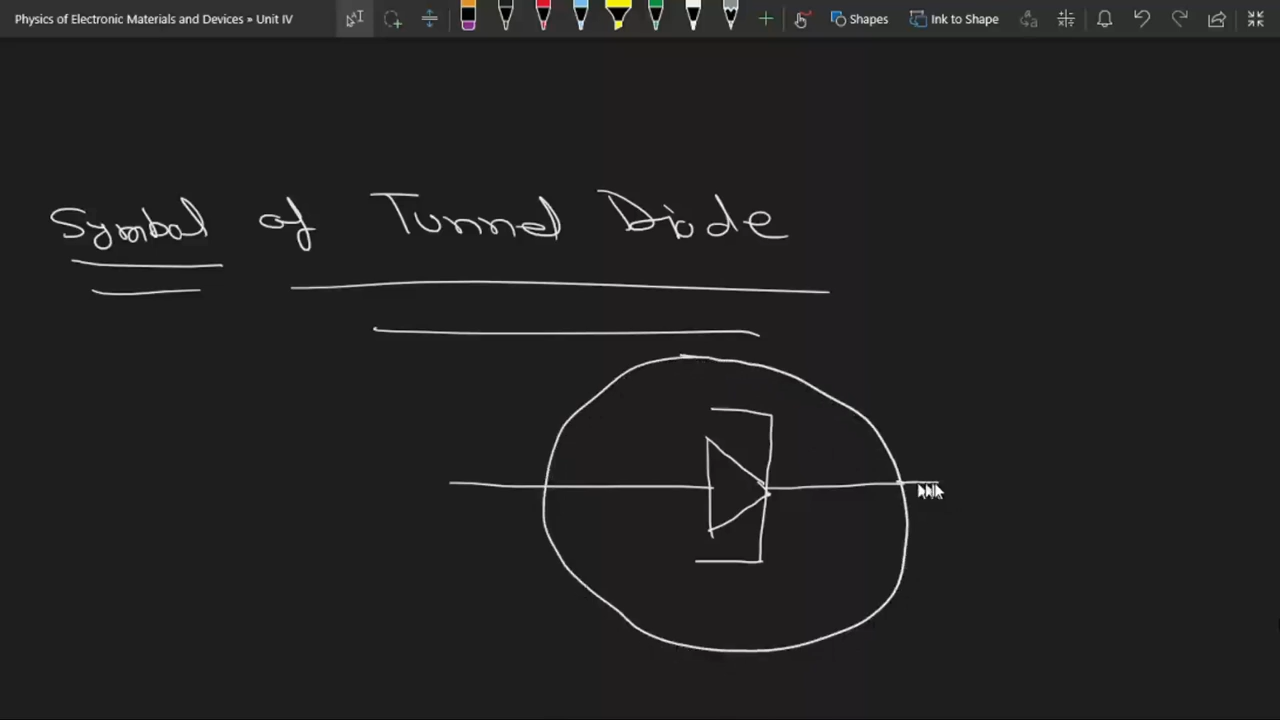 Physics of Electronic Materials and Devices » Unit IV
Shapes
Ink to Shape
Symbol of Tunnel Diode